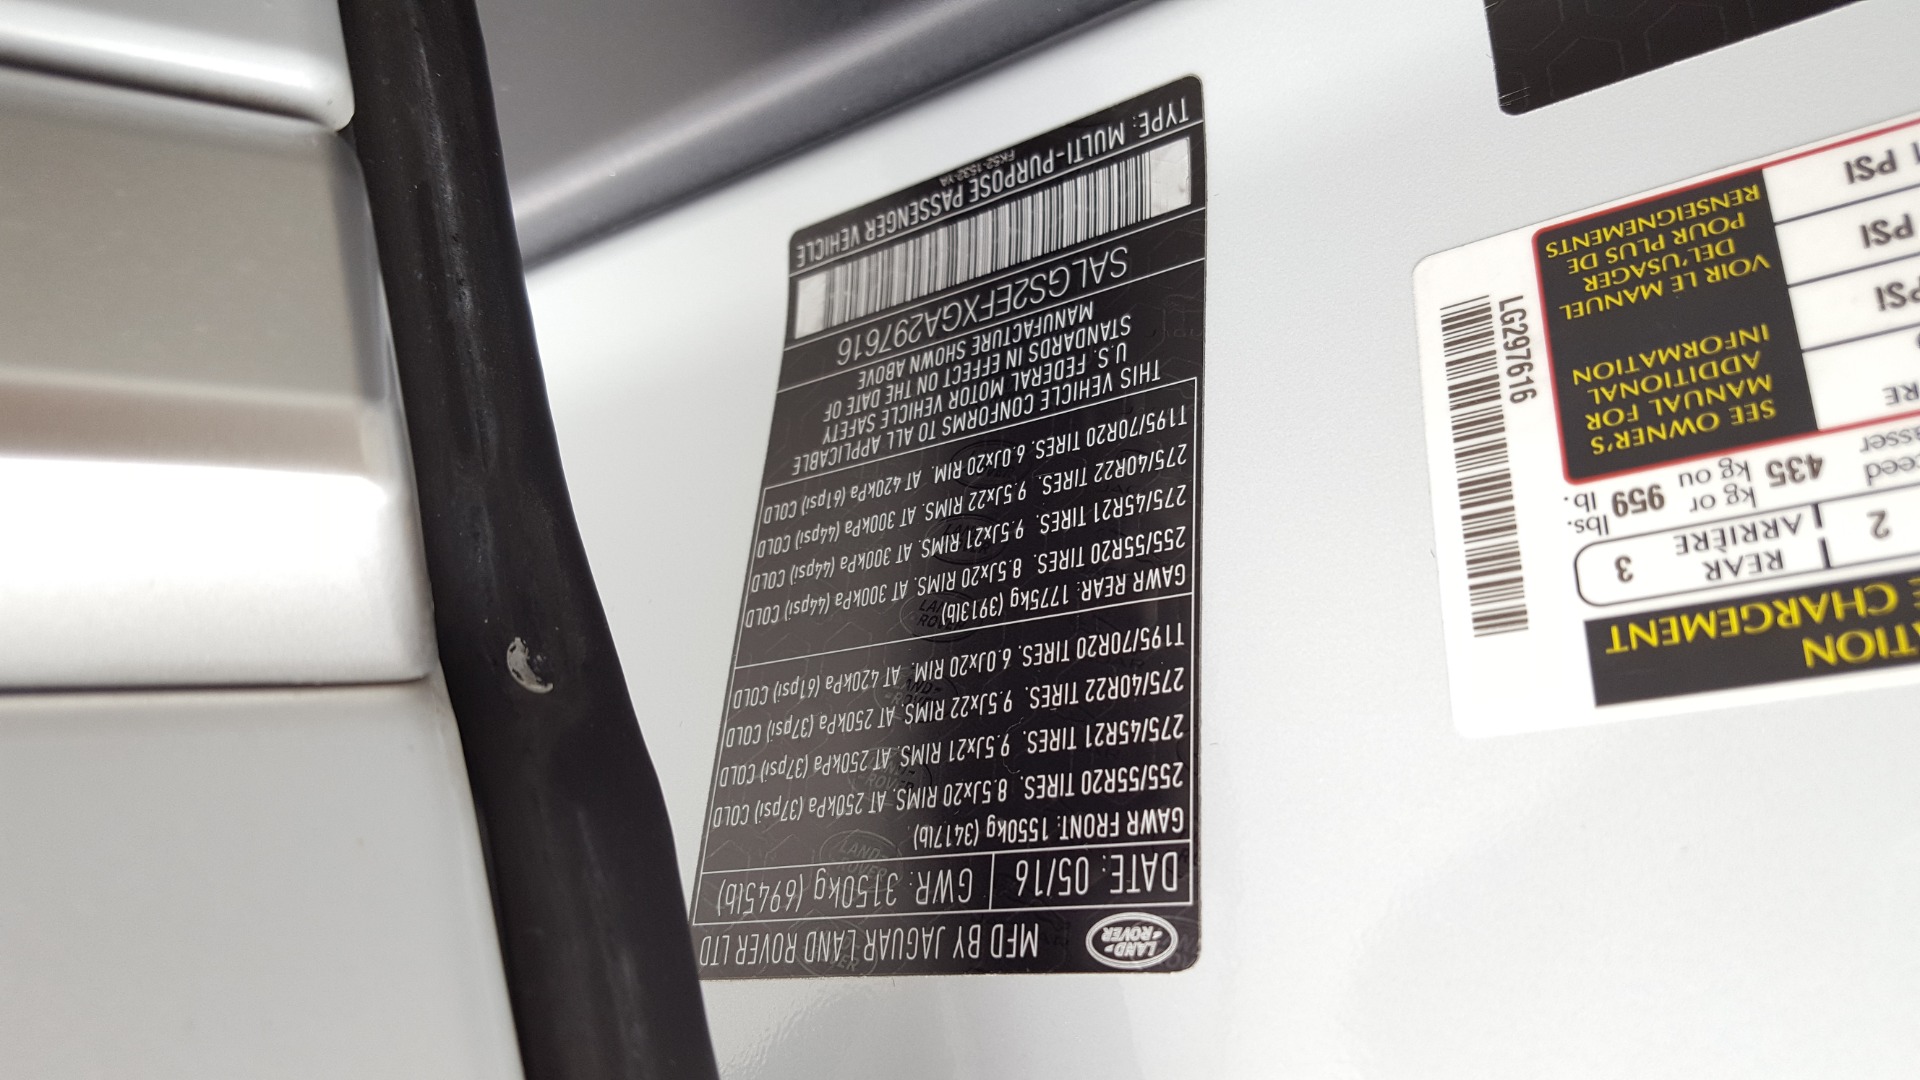 LAND-
-ROVER
MFD BY JAGUAR LAND ROVER LTD
DATE: 05/16 GWR: 3150kg (6945lb)
GAWR FRONT: 1550kg (3417lb)
255/55R20 TIRES. 8.5Jx20 RIMS. AT 250kPa (37psi) COLD
275/45R21 TIRES. 9.5Jx21 RIMS. AT 250kPa (37psi) COLD
275/40R22 TIRES. 9.5Jx22 RIMS. AT 250kPa (37psi) COLD
T195/70R20 TIRES. 6.0Jx20 RIM. AT 420kPa (61psi) COLD
GAWR REAR: 1775kg (3913lb)
255/55R20 TIRES. 8.5Jx20 RIMS. AT 300kPa (44psi) COLD
275/45R21 TIRES. 9.5Jx21 RIMS. AT 300kPa (44psi) COLD
275/40R22 TIRES. 9.5Jx22 RIMS. AT 300kPa (44psi) COLD
T195/70R20 TIRES. 6.0Jx20 RIM. AT 420kPa (61psi) COLD
THIS VEHICLE CONFORMS TO ALL APPLICABLE
U.S. FEDERAL MOTOR VEHICLE SAFETY
STANDARDS IN EFFECT ON THE DATE OF
MANUFACTURE SHOWN ABOVE
SALGS2EFXGA297616
FK52-1532-YA
TYPE: MULTI-PURPOSE PASSENGER VEHICLE
TION
E CHARGEMENT
2 REAR
ARRIÈRE 3
ceed 435 kg or 959 lbs.
asser kg ou lb.
RE
PSI
PSI
PSI
SEE OWNER'S
MANUAL FOR
ADDITIONAL
INFORMATION
VOIR LE MANUEL
DEL'USAGER
POUR PLUS DE
RENSEIGNEMENTS
LG297616